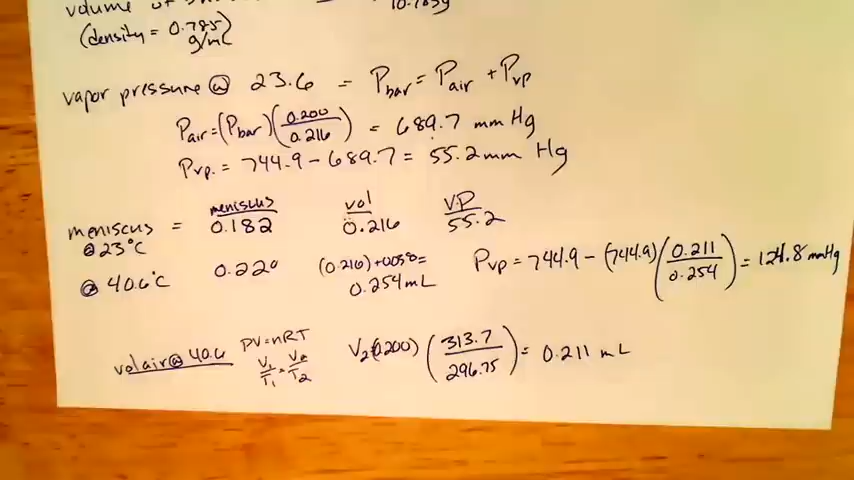 volume of
10.785g
(density = 0.785 g/mL)
vapor pressure @ 23.6 = Pbar = Pair + Pvp
Pair = (Pbar)(0.200/0.216) = 689.7 mm Hg
Pvp. = 744.9 - 689.7 = 55.2 mm Hg
meniscus vol V.P
meniscus = 0.182 0.216 55.2
@ 23°C
@ 40.6°C 0.220 (0.216)+0.038= 0.254 mL
Pvp = 744.9 - (744.9)(0.211/0.254) = 124.8 mmHg
vol air @ 40.6 PV=nRT V1/T1 = V2/T2 V2=(0.200)(313.7/296.75) = 0.211 mL